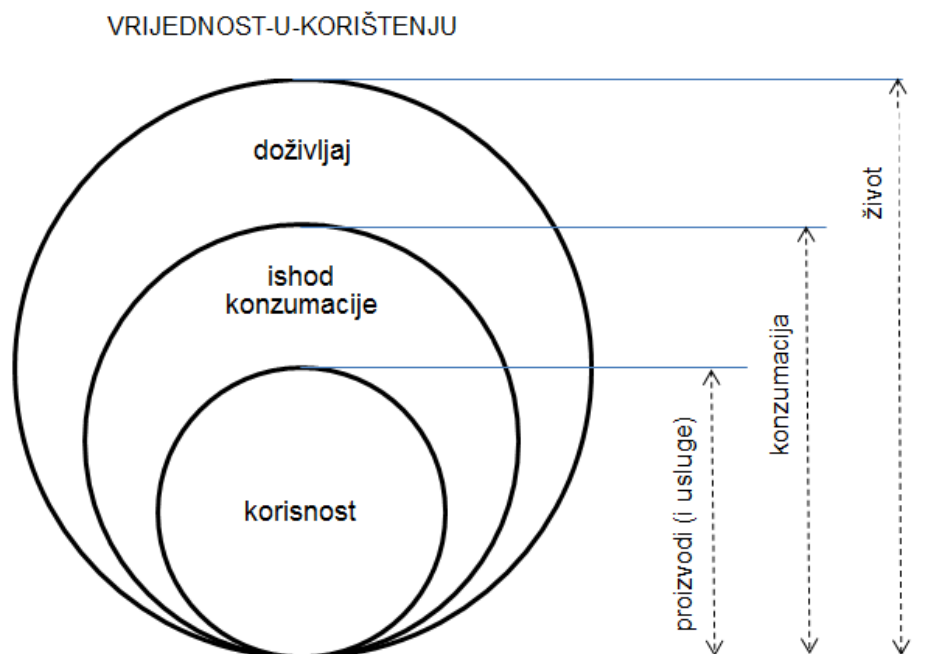 VRIJEDNOST-U-KORIŠTENJU
doživljaj
ishod
konzumacije
korisnost
proizvodi (i usluge)
konzumacija
život